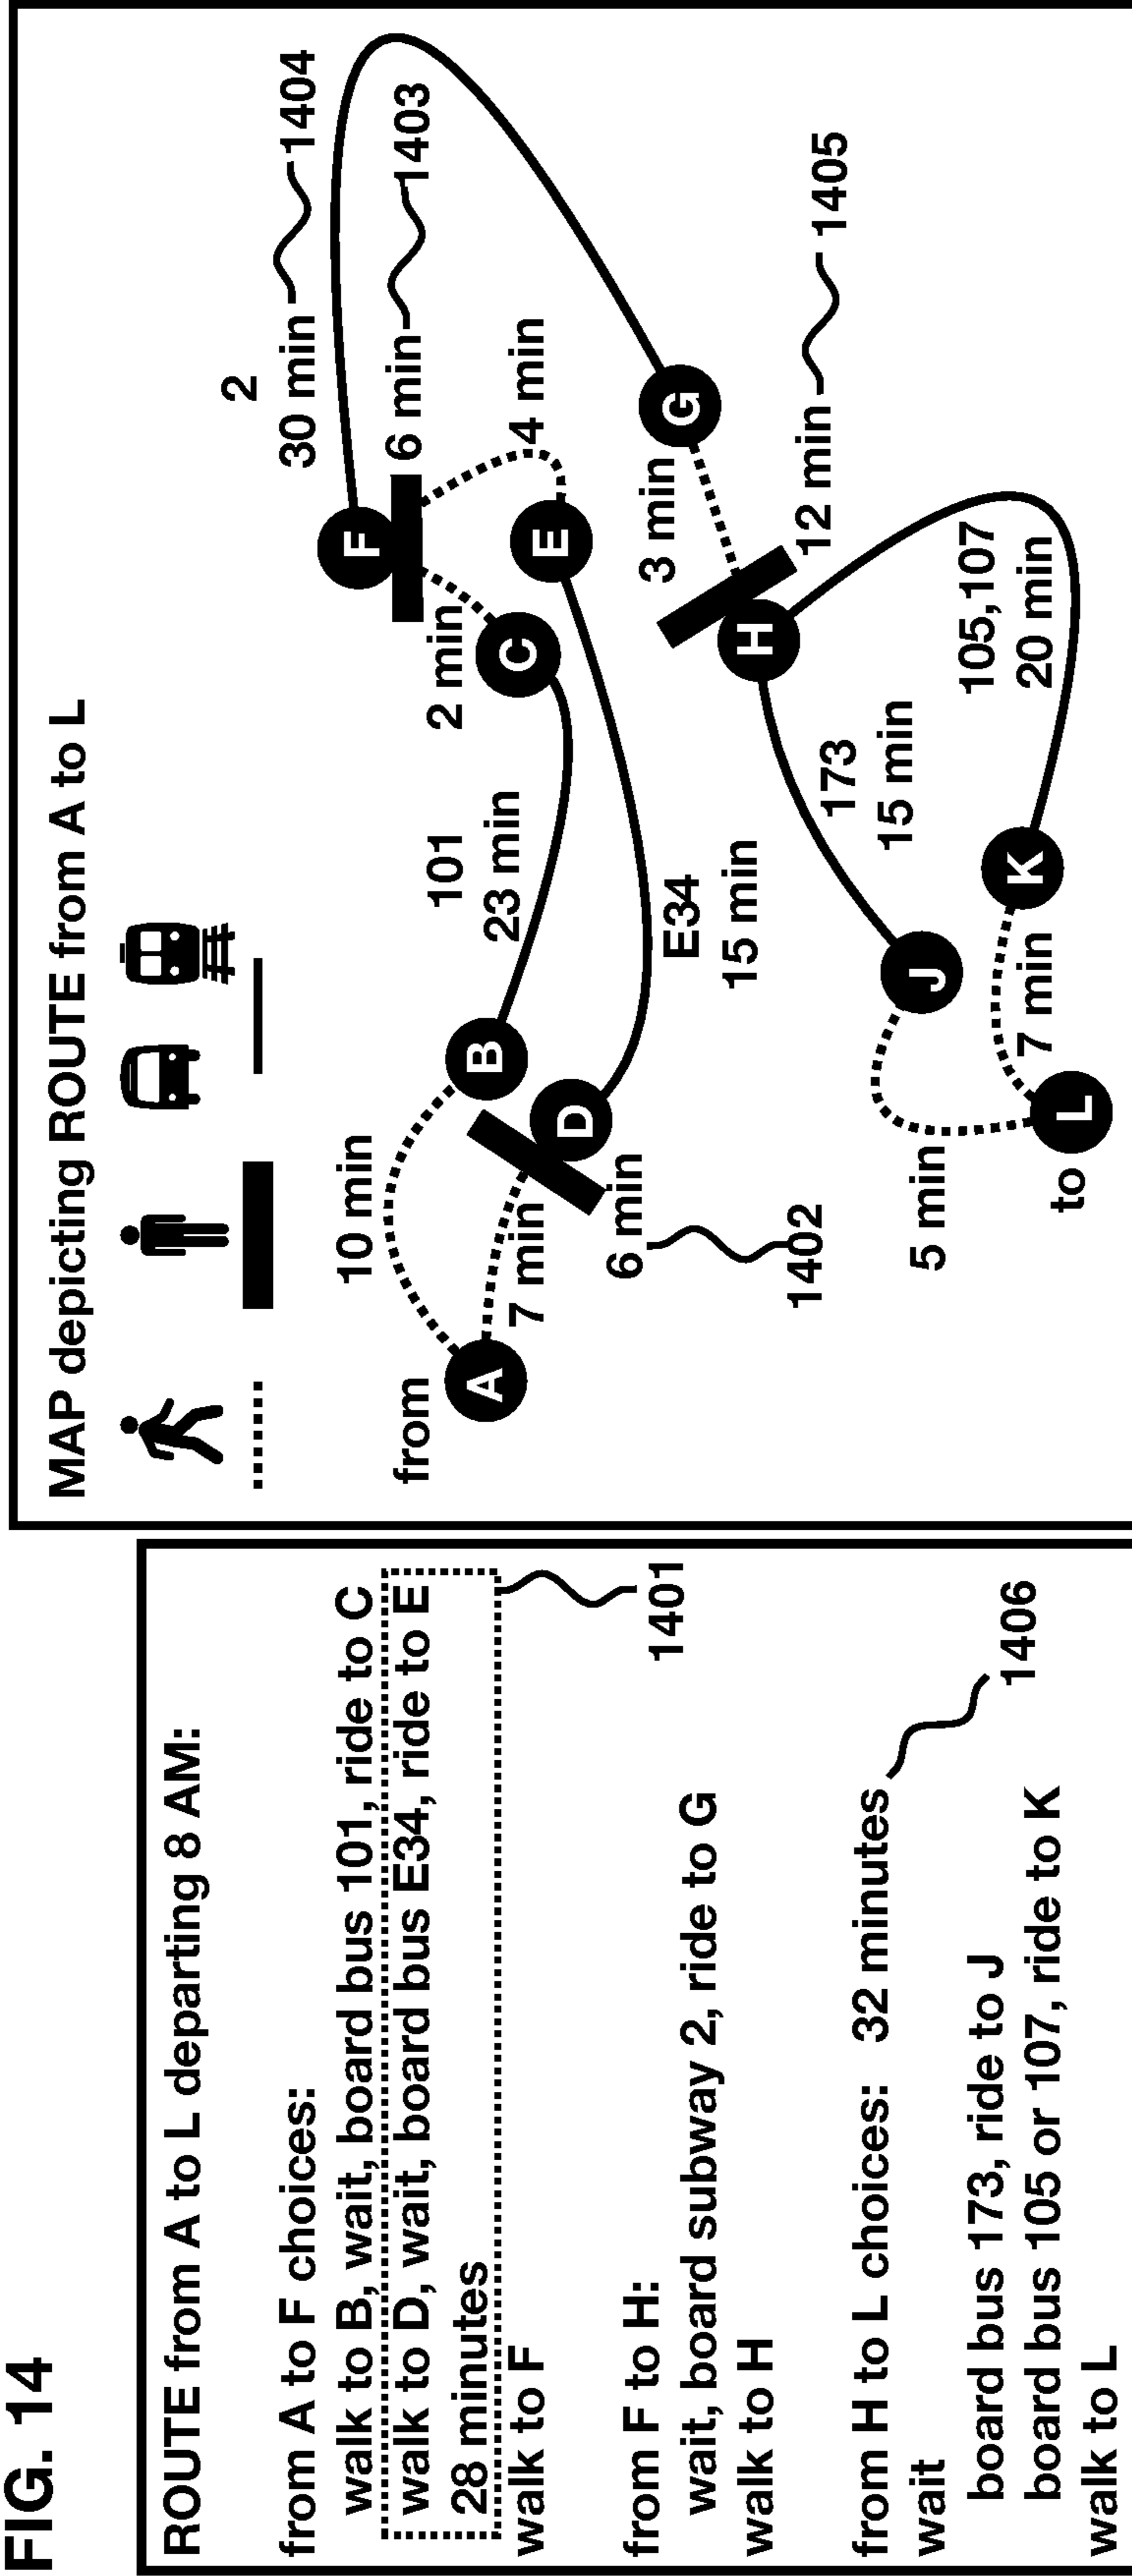 FIG. 14
ROUTE from A to L departing 8 AM:
from A to F choices:
walk to B, wait, board bus 101, ride to C
walk to D, wait, board bus E34, ride to E
28 minutes
walk to F
1401
from F to H:
wait, board subway 2, ride to G
walk to H
from H to L choices: 32 minutes
1406
wait
board bus 173, ride to J
board bus 105 or 107, ride to K
walk to L
MAP depicting ROUTE from A to L
2
30 min
1404
10 min
from
F
6 min
1403
2 min
101
23 min
4 min
A
B
C
E
7 min
D
6 min
1402
E34
15 min
3 min
G
H
12 min
1405
173
15 min
105,107
20 min
5 min
J
K
7 min
to
L